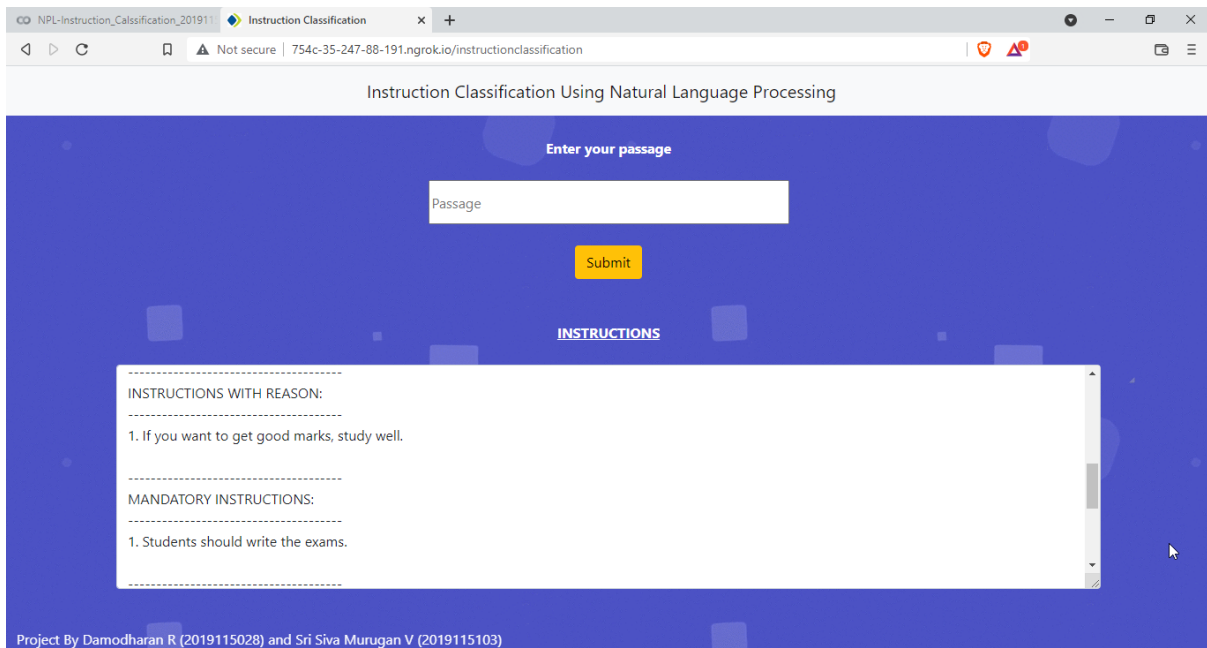 NPL-Instruction_Calssification_20191
Instruction Classification
Not secure
754c-35-247-88-191.ngrok.io/instructionclassification
Instruction Classification Using Natural Language Processing
Enter your passage
Passage
Submit
INSTRUCTIONS
-------------------------------------
INSTRUCTIONS WITH REASON:
-------------------------------------
1. If you want to get good marks, study well.
-------------------------------------
MANDATORY INSTRUCTIONS:
-------------------------------------
1. Students should write the exams.
-------------------------------------
Project By Damodharan R (2019115028) and Sri Siva Murugan V (2019115103)